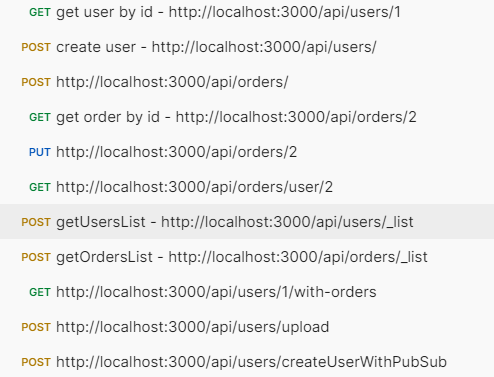 GET get user by id - http://localhost:3000/api/users/1
POST create user - http://localhost:3000/api/users/
POST http://localhost:3000/api/orders/
GET get order by id - http://localhost:3000/api/orders/2
PUT http://localhost:3000/api/orders/2
GET http://localhost:3000/api/orders/user/2
POST getUsersList - http://localhost:3000/api/users/_list
POST getOrdersList - http://localhost:3000/api/orders/_list
GET http://localhost:3000/api/users/1/with-orders
POST http://localhost:3000/api/users/upload
POST http://localhost:3000/api/users/createUserWithPubSub